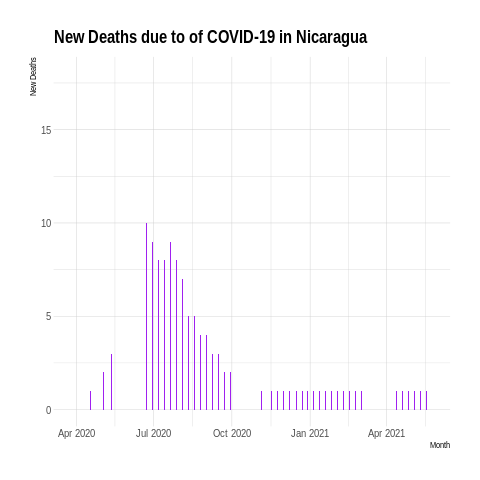 New Deaths due to of COVID-19 in Nicaragua
New Deaths
15
10
5
0
Apr 2020 Jul 2020 Oct 2020 Jan 2021 Apr 2021
Month